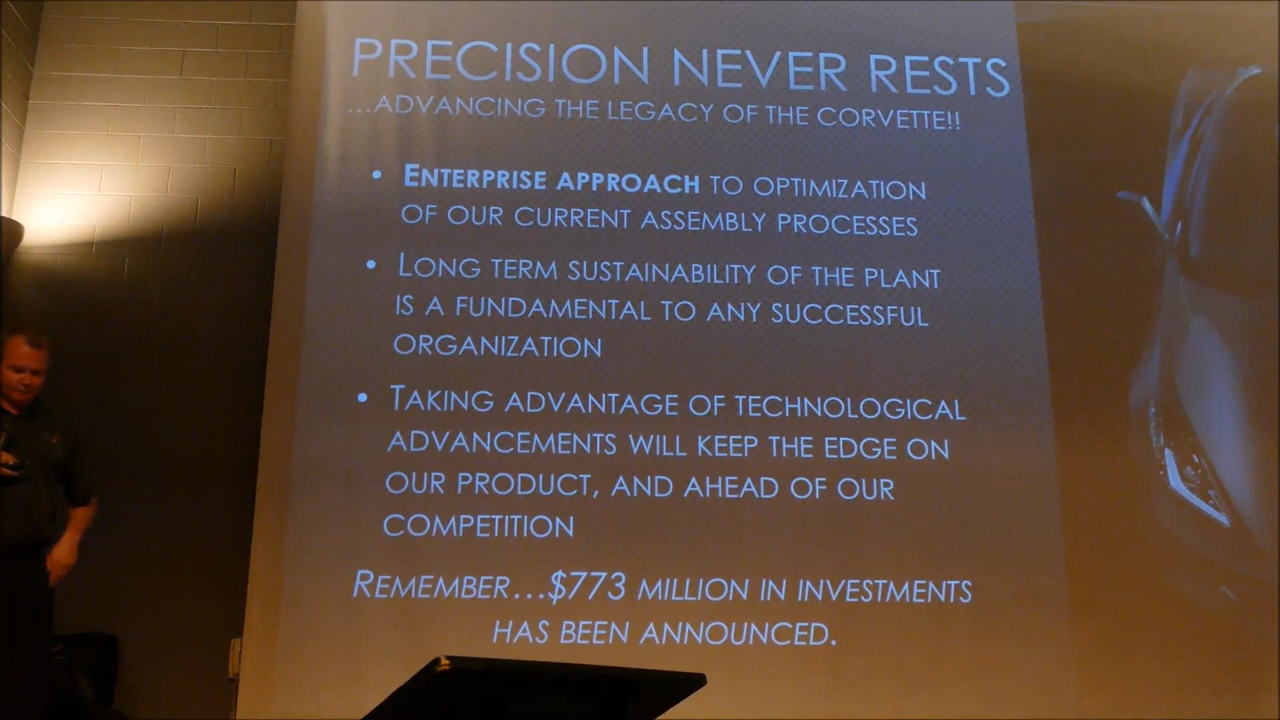 PRECISION NEVER RESTS
...ADVANCING THE LEGACY OF THE CORVETTE!!
• ENTERPRISE APPROACH TO OPTIMIZATION
OF OUR CURRENT ASSEMBLY PROCESSES
• LONG TERM SUSTAINABILITY OF THE PLANT
IS A FUNDAMENTAL TO ANY SUCCESSFUL
ORGANIZATION
• TAKING ADVANTAGE OF TECHNOLOGICAL
ADVANCEMENTS WILL KEEP THE EDGE ON
OUR PRODUCT, AND AHEAD OF OUR
COMPETITION
REMEMBER...$773 MILLION IN INVESTMENTS
HAS BEEN ANNOUNCED.